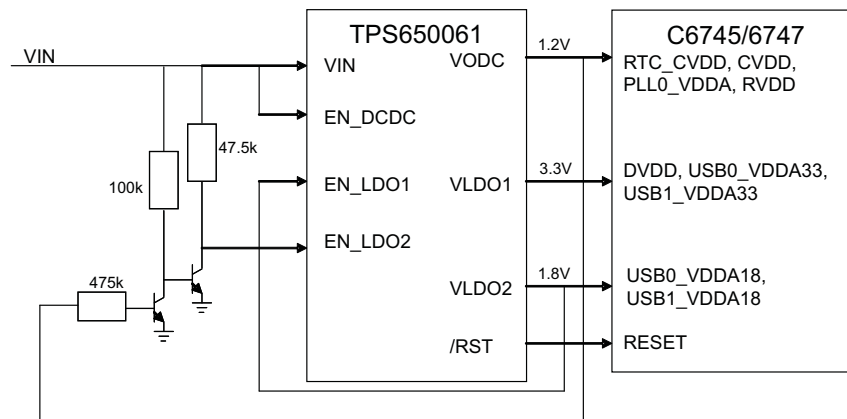 VIN
100k
47.5k
475k
TPS650061
VIN
EN_DCDC
EN_LDO1
EN_LDO2
VODC
VLDO1
VLDO2
/RST
1.2V
3.3V
1.8V
C6745/6747
RTC_CVDD, CVDD,
PLL0_VDDA, RVDD
DVDD, USB0_VDDA33,
USB1_VDDA33
USB0_VDDA18,
USB1_VDDA18
RESET